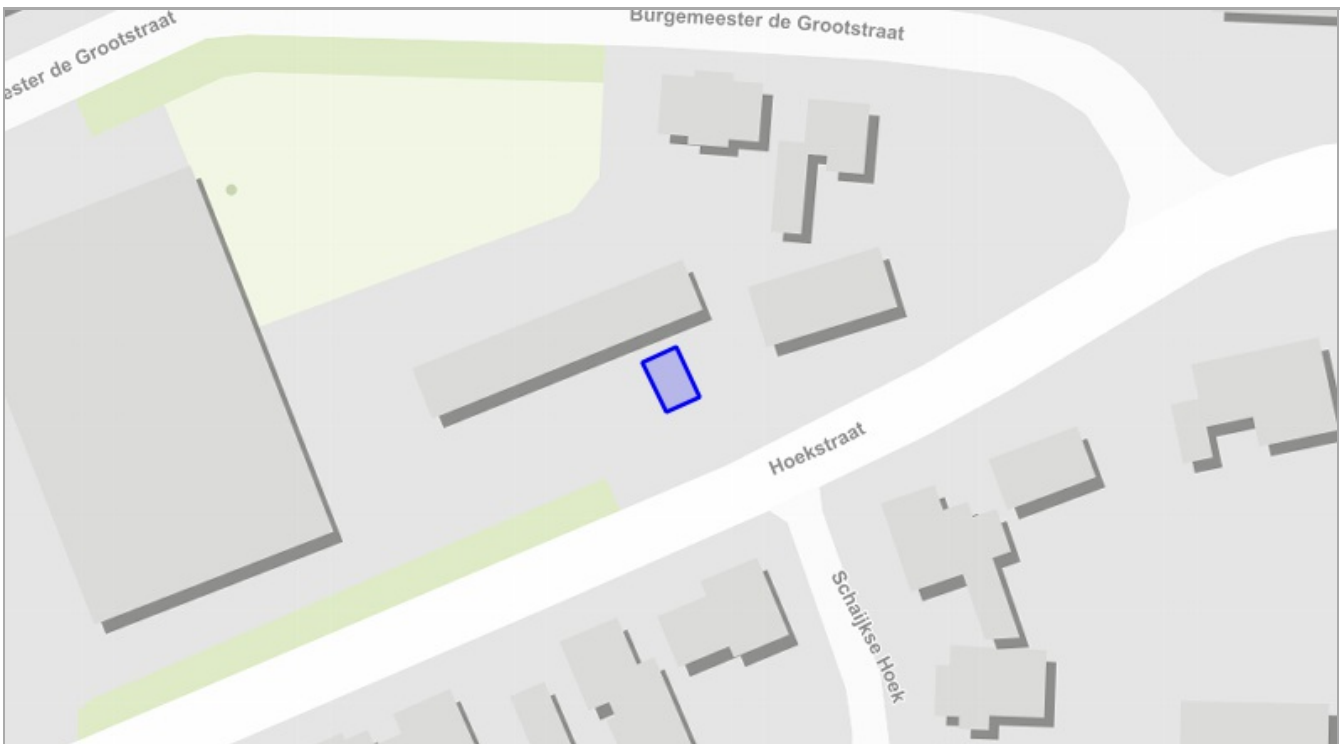 ester de Grootstraat
Burgemeester de Grootstraat
Hoekstraat
Schaijkse Hoek